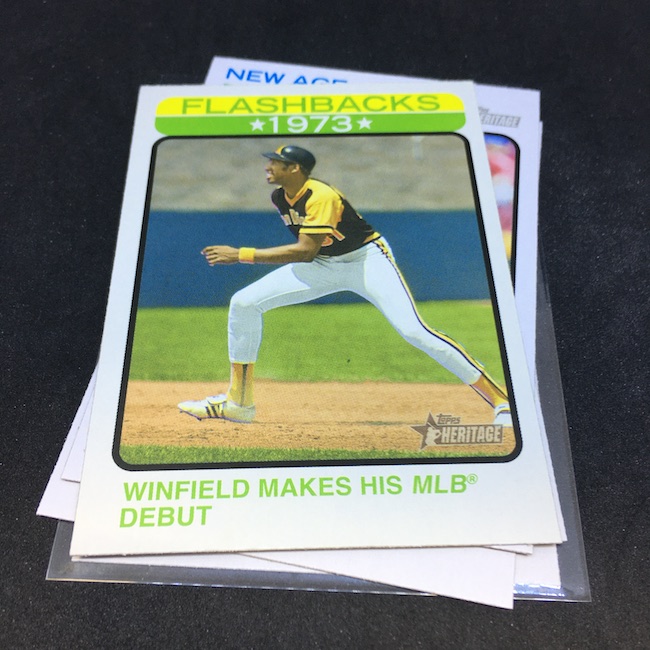 NEW AGE
FLASHBACKS
★1973★
Topps
HERITAGE
WINFIELD MAKES HIS MLB®
DEBUT